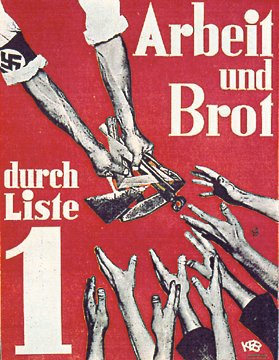 Arbeit
und
Brot
durch
Liste
1